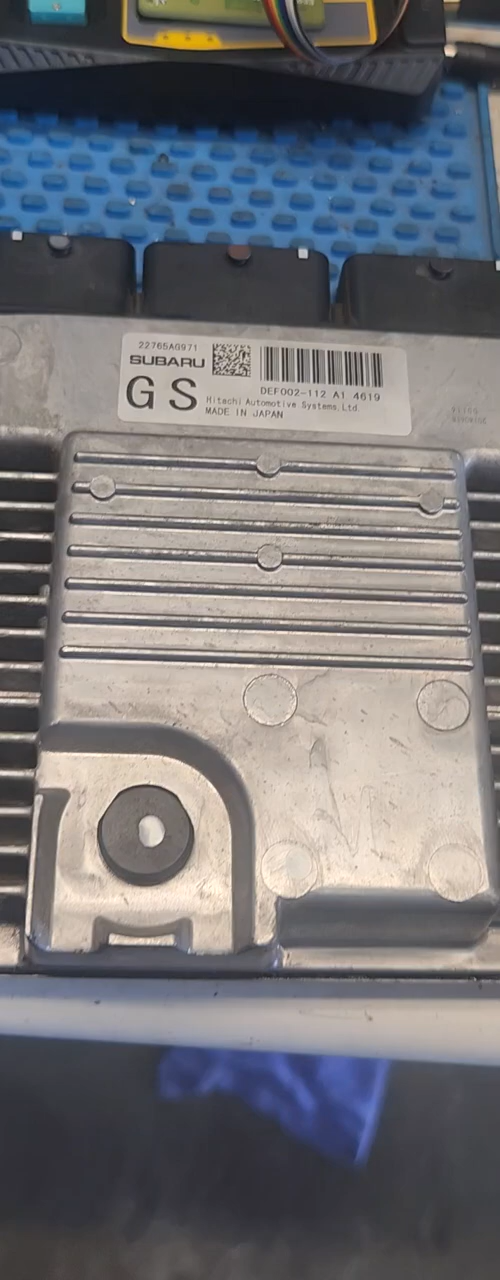 22765AG971
SUBARU
GS
DEF002-112 A1 4619
Hitachi Automotive Systems,Ltd.
MADE IN JAPAN